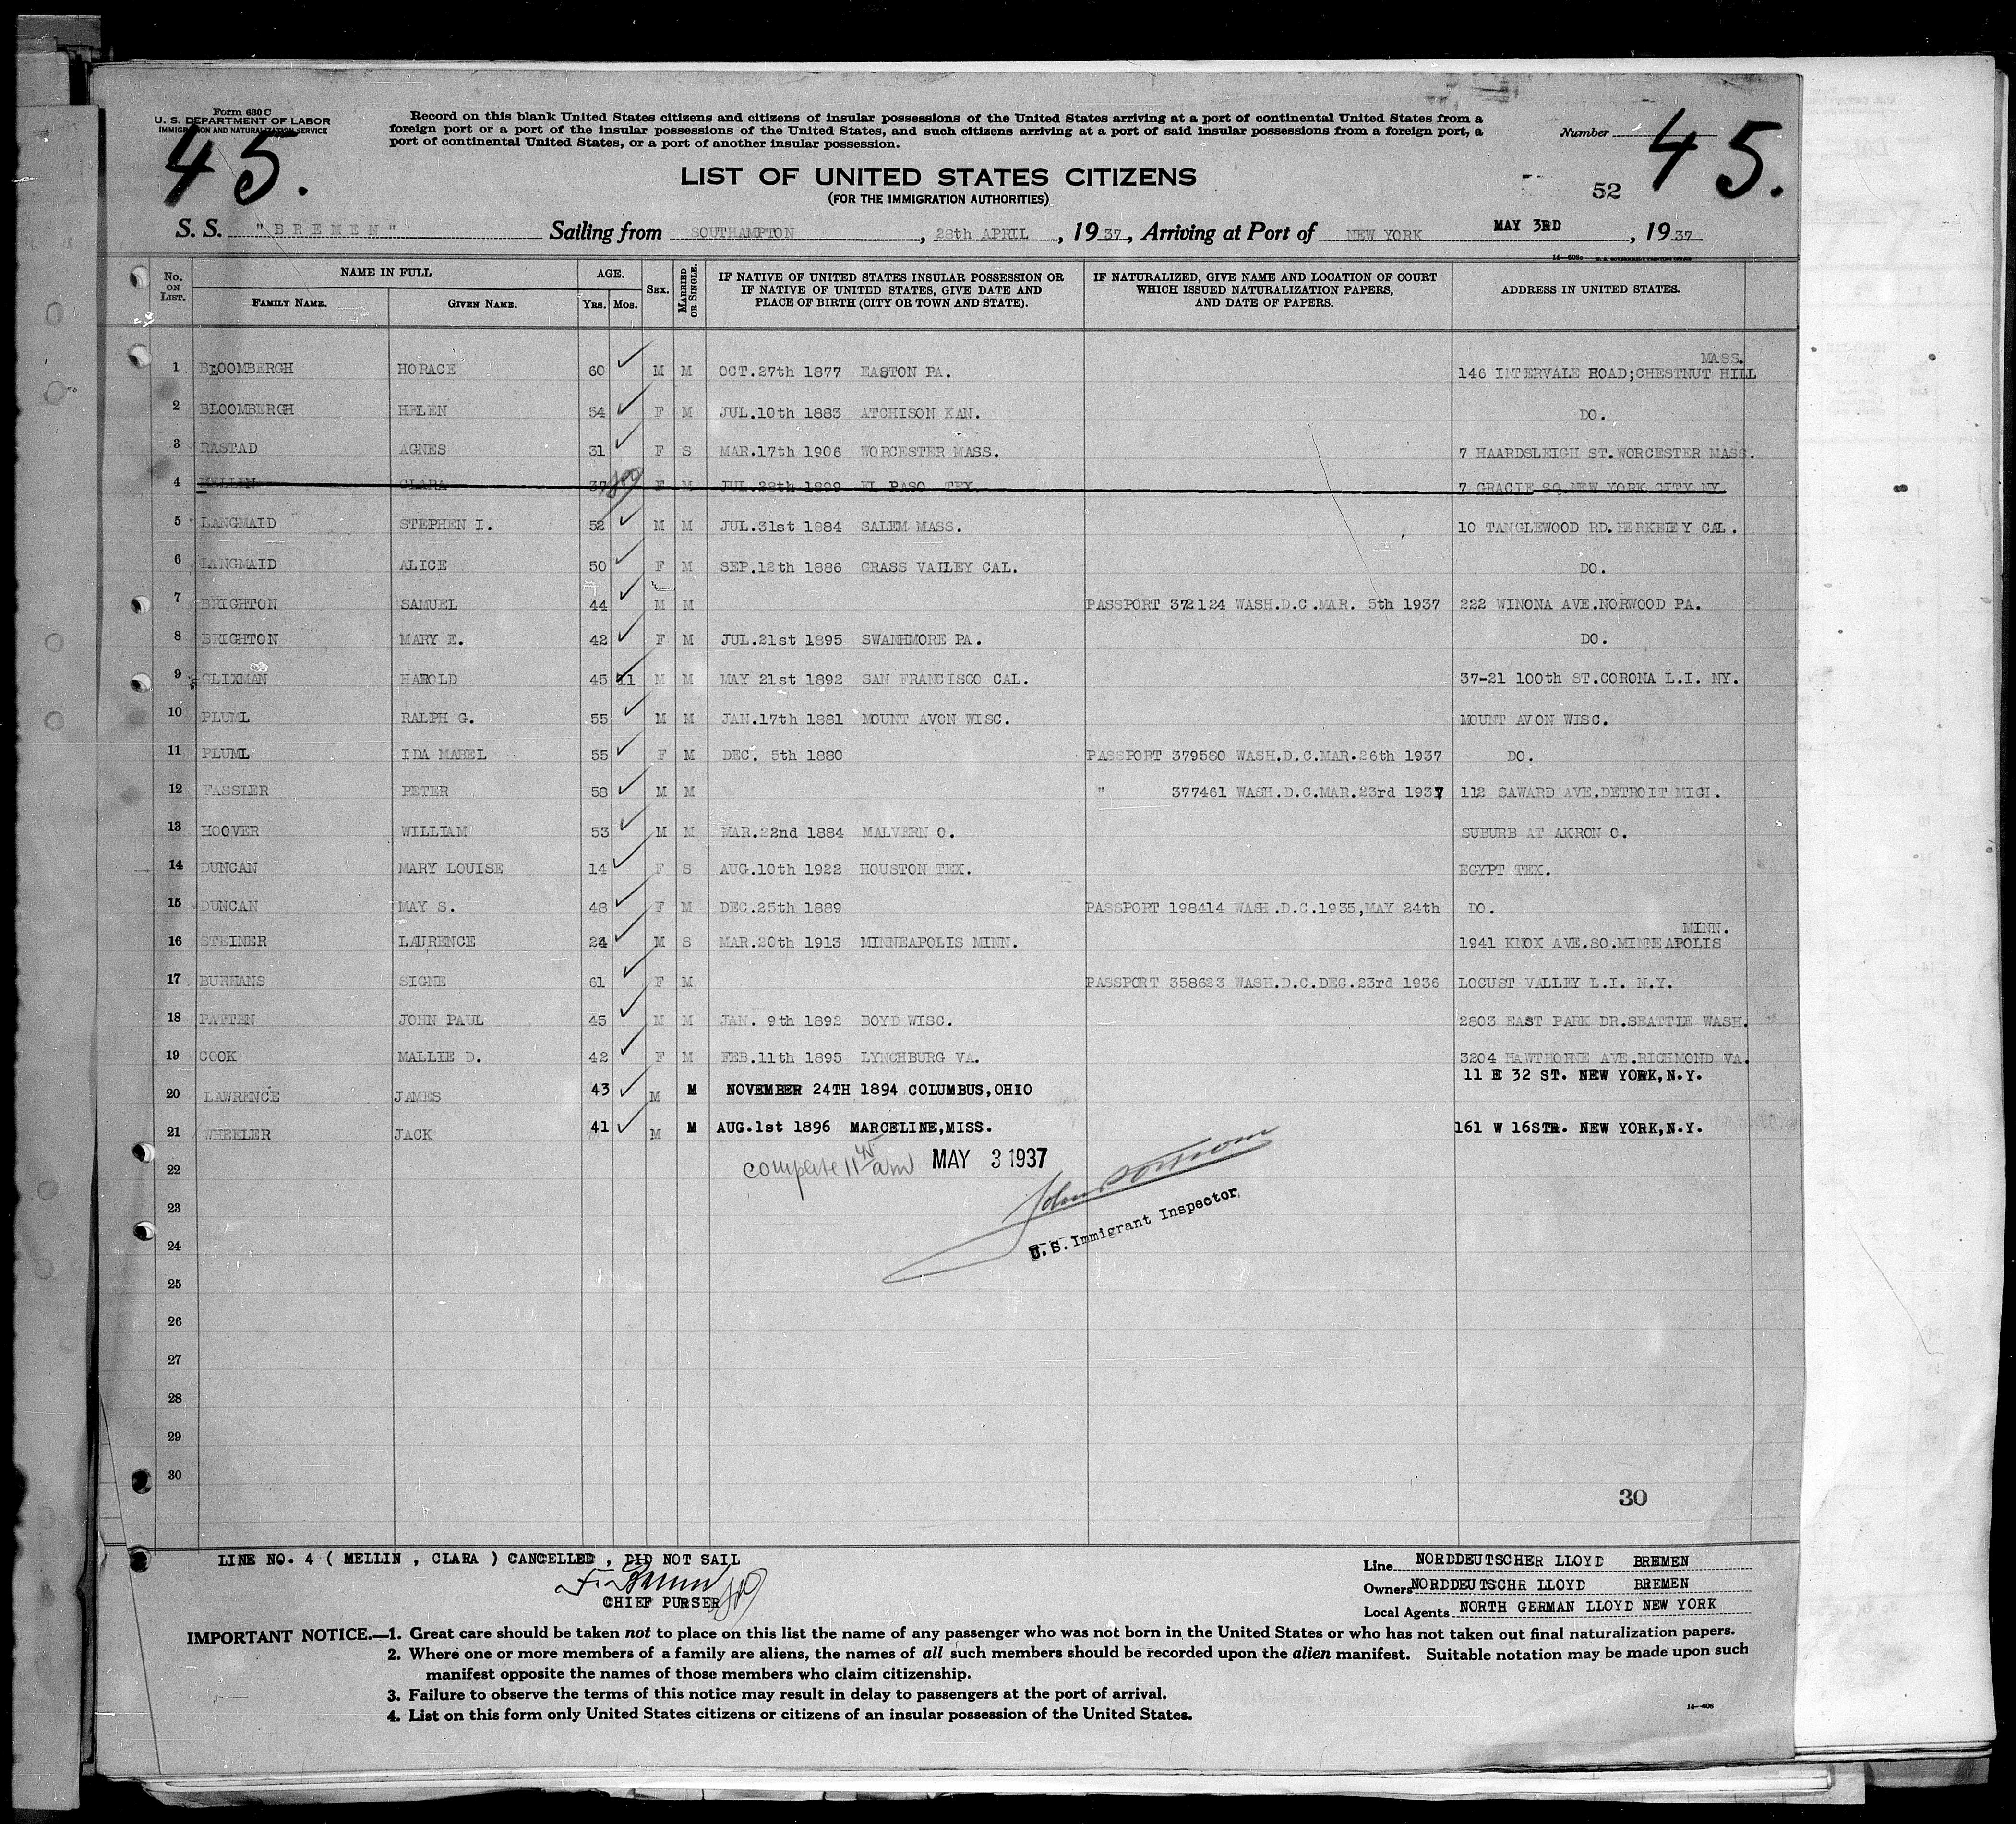 Form 630 C
U. S. DEPARTMENT OF LABOR
IMMIGRATION AND NATURALIZATION SERVICE
45.
Record on this blank United States citizens and citizens of insular possessions of the United States arriving at a port of continental United States from a
foreign port or a port of the insular possessions of the United States, and such citizens arriving at a port of said insular possessions from a foreign port, a
port of continental United States, or a port of another insular possession.
Number
45.
LIST OF UNITED STATES CITIZENS
(FOR THE IMMIGRATION AUTHORITIES)
52
S. S. "BREMEN" Sailing from SOUTHAMPTON, 28th APRIL, 1937, Arriving at Port of NEW YORK MAY 3RD, 1937
No. ON LIST. NAME IN FULL AGE. SEX. MARRIED OR SINGLE. IF NATIVE OF UNITED STATES INSULAR POSSESSION OR IF NATIVE OF UNITED STATES, GIVE DATE AND PLACE OF BIRTH (CITY OR TOWN AND STATE). IF NATURALIZED, GIVE NAME AND LOCATION OF COURT WHICH ISSUED NATURALIZATION PAPERS, AND DATE OF PAPERS. ADDRESS IN UNITED STATES.
FAMILY NAME. GIVEN NAME. YRS. MOS.
1 BLOOMBERGH HORACE 60 M M OCT.27th 1877 EASTON PA. 146 INTERVALE ROAD;CHESTNUT HILL MASS.
2 BLOOMBERGH HELEN 54 F M JUL.10th 1883 ATCHISON KAN. DO.
3 RASTAD AGNES 31 F S MAR.17th 1906 WORCESTER MASS. 7 HAARDSLEIGH ST.WORCESTER MASS.
4 MELLIN CLARA 37 F M JUL.28th 1899 EL PASO TEX. 7 GRACIE SQ.NEW YORK CITY NY.
5 LANGMAID STEPHEN I. 52 M M JUL.31st 1884 SALEM MASS. 10 TANGLEWOOD RD.BERKELEY CAL.
6 LANGMAID ALICE 50 F M SEP.12th 1886 GRASS VALLEY CAL. DO.
7 BRIGHTON SAMUEL 44 M M PASSPORT 372124 WASH.D.C.MAR. 5th 1937 222 WINONA AVE.NORWOOD PA.
8 BRIGHTON MARY E. 42 F M JUL.21st 1895 SWANHMORE PA. DO.
9 GLIXMAN HAROLD 45 11 M M MAY 21st 1892 SAN FRANCISCO CAL. 37-21 100th ST.CORONA L.I. NY.
10 PLUML RALPH G. 55 M M JAN.17th 1881 MOUNT AVON WISC. MOUNT AVON WISC.
11 PLUML IDA MABEL 55 F M DEC. 5th 1880 PASSPORT 379580 WASH.D.C.MAR.26th 1937 DO.
12 FASSLER PETER 58 M M " 377461 WASH.D.C.MAR.23rd 1937 112 SAWARD AVE.DETROIT MICH.
13 HOOVER WILLIAM 53 M M MAR.22nd 1884 MALVERN O. SUBURB AT AKRON O.
14 DUNCAN MARY LOUISE 14 F S AUG.10th 1922 HOUSTON TEX. EGYPT TEX.
15 DUNCAN MAY S. 48 F M DEC.25th 1889 PASSPORT 198414 WASH.D.C.1935,MAY 24th DO.
16 STEINER LAURENCE 24 M S MAR.20th 1913 MINNEAPOLIS MINN. 1941 KNOX AVE.SO.MINNEAPOLIS MINN.
17 BURHANS SIGNE 61 F M PASSPORT 358623 WASH.D.C.DEC.23rd 1936 LOCUST VALLEY L.I. N.Y.
18 PATTEN JOHN PAUL 45 M M JAN. 9th 1892 BOYD WISC. 2803 EAST PARK DR.SEATTLE WASH.
19 COOK MALLIE D. 42 F M FEB.11th 1895 LYNCHBURG VA. 3204 HAWTHORNE AVE.RICHMOND VA.
20 LAWRENCE JAMES 43 M M NOVEMBER 24TH 1894 COLUMBUS,OHIO 11 E 32 ST. NEW YORK,N.Y.
21 WHEELER JACK 41 M M AUG.1st 1896 MARCELINE,MISS. 161 W 16STR. NEW YORK,N.Y.
22 complete 11 45 am MAY 3 1937
23 John
24 U.S. Immigrant Inspector
25
26
27
28
29
30
30
LINE NO. 4 ( MELLIN , CLARA ) CANCELLED , DID NOT SAIL
CHIEF PURSER
Line NORDDEUTSCHER LLOYD BREMEN
Owners NORDDEUTSCHR LLOYD BREMEN
Local Agents NORTH GERMAN LLOYD NEW YORK
IMPORTANT NOTICE.—1. Great care should be taken not to place on this list the name of any passenger who was not born in the United States or who has not taken out final naturalization papers.
2. Where one or more members of a family are aliens, the names of all such members should be recorded upon the alien manifest. Suitable notation may be made upon such
manifest opposite the names of those members who claim citizenship.
3. Failure to observe the terms of this notice may result in delay to passengers at the port of arrival.
4. List on this form only United States citizens or citizens of an insular possession of the United States.
14—608